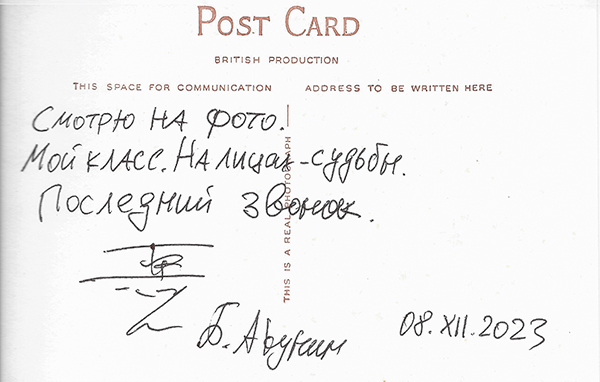 POST CARD
BRITISH PRODUCTION
THIS SPACE FOR COMMUNICATION ADDRESS TO BE WRITTEN HERE
Смотрю на фото.
Мой класс. На лицах – судьбы.
Последний звонок.
THIS IS A REAL PHOTOGRAPH
Б. Акунин
08.XII.2023